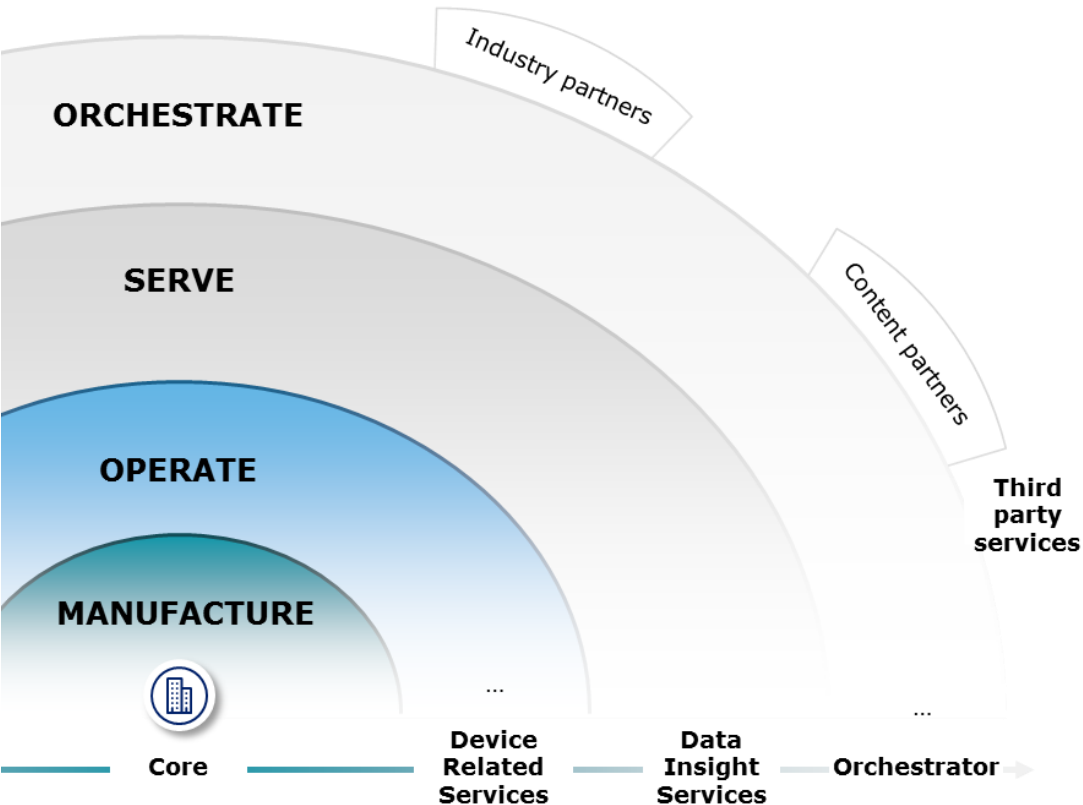 Industry partners
ORCHESTRATE
SERVE
Content partners
OPERATE
Third
party
services
MANUFACTURE
...
...
Core
Device
Related
Services
Data
Insight
Services
Orchestrator